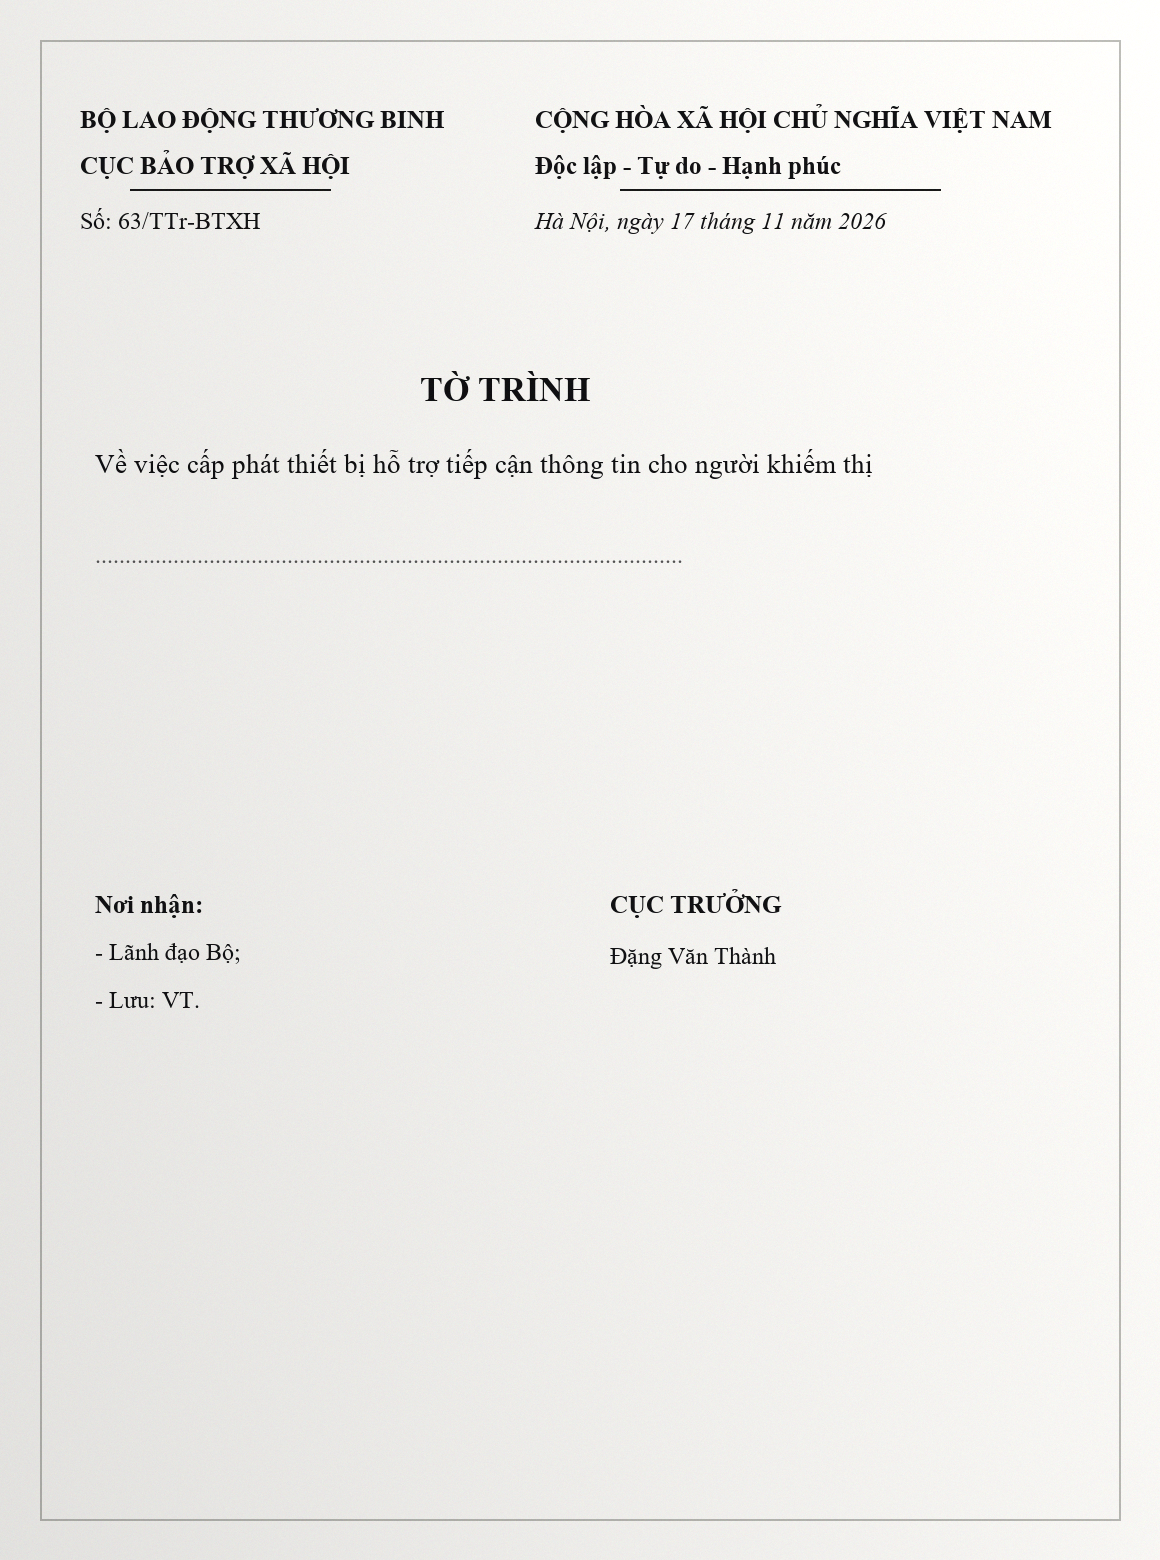 BỘ LAO ĐỘNG THƯƠNG BINH
CỤC BẢO TRỢ XÃ HỘI
Số: 63/TTr-BTXH
CỘNG HÒA XÃ HỘI CHỦ NGHĨA VIỆT NAM
Độc lập - Tự do - Hạnh phúc
Hà Nội, ngày 17 tháng 11 năm 2026
TỜ TRÌNH
Về việc cấp phát thiết bị hỗ trợ tiếp cận thông tin cho người khiếm thị
..................................................................................................
Nơi nhận:
- Lãnh đạo Bộ;
- Lưu: VT.
CỤC TRƯỞNG
Đặng Văn Thành